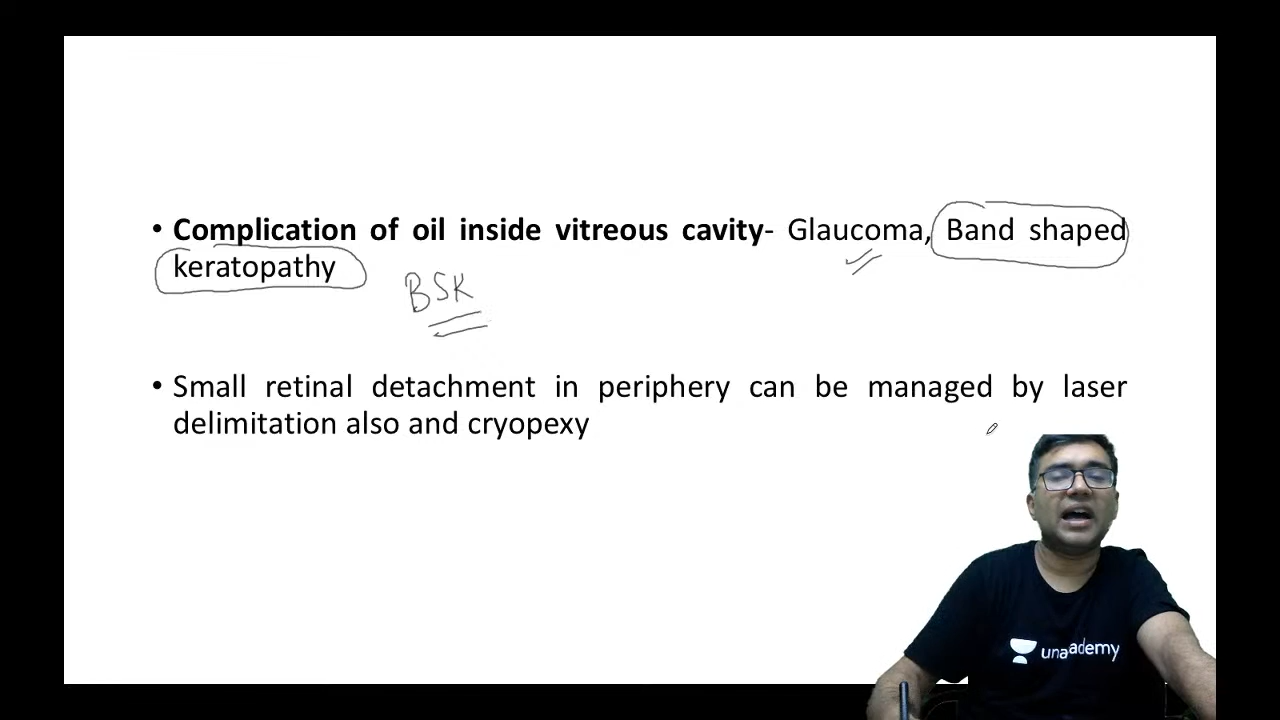 • Complication of oil inside vitreous cavity- Glaucoma, Band shaped
keratopathy
BSK
• Small retinal detachment in periphery can be managed by laser
delimitation also and cryopexy
unacademy